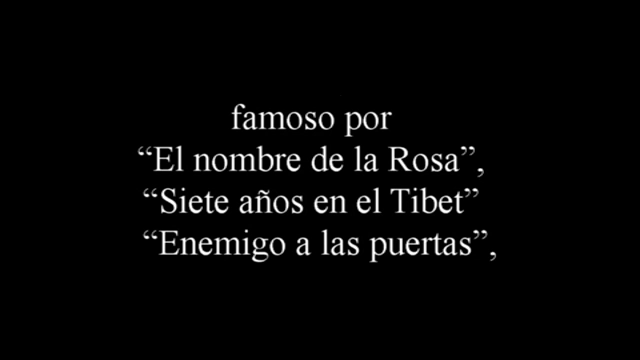 famoso por
“El nombre de la Rosa”,
“Siete años en el Tibet”
“Enemigo a las puertas”,